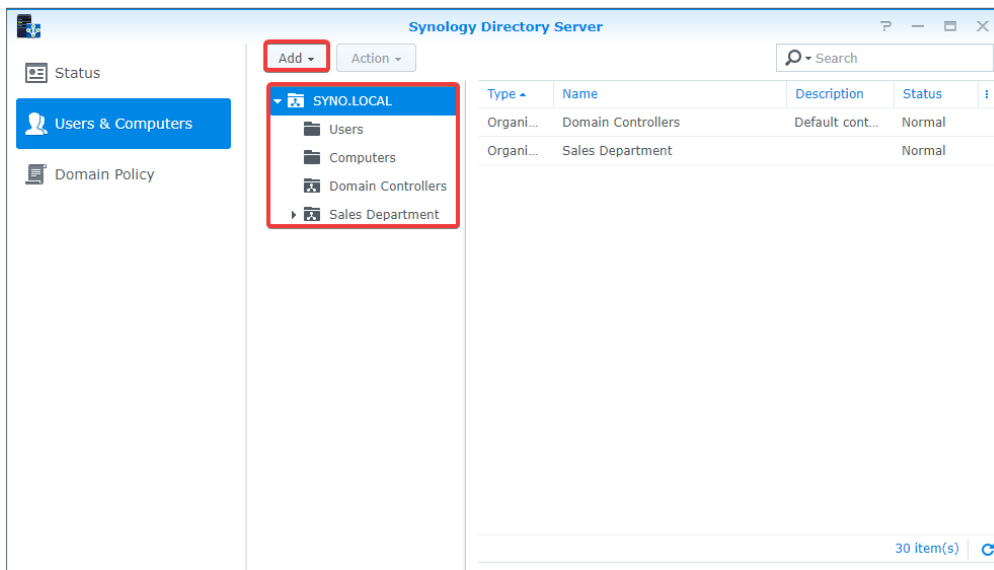 Synology Directory Server
Status
Users & Computers
Domain Policy
Add
Action
Search
SYNO.LOCAL
Users
Computers
Domain Controllers
Sales Department
Type Name Description Status
Organi... Domain Controllers Default cont... Normal
Organi... Sales Department Normal
30 item(s)